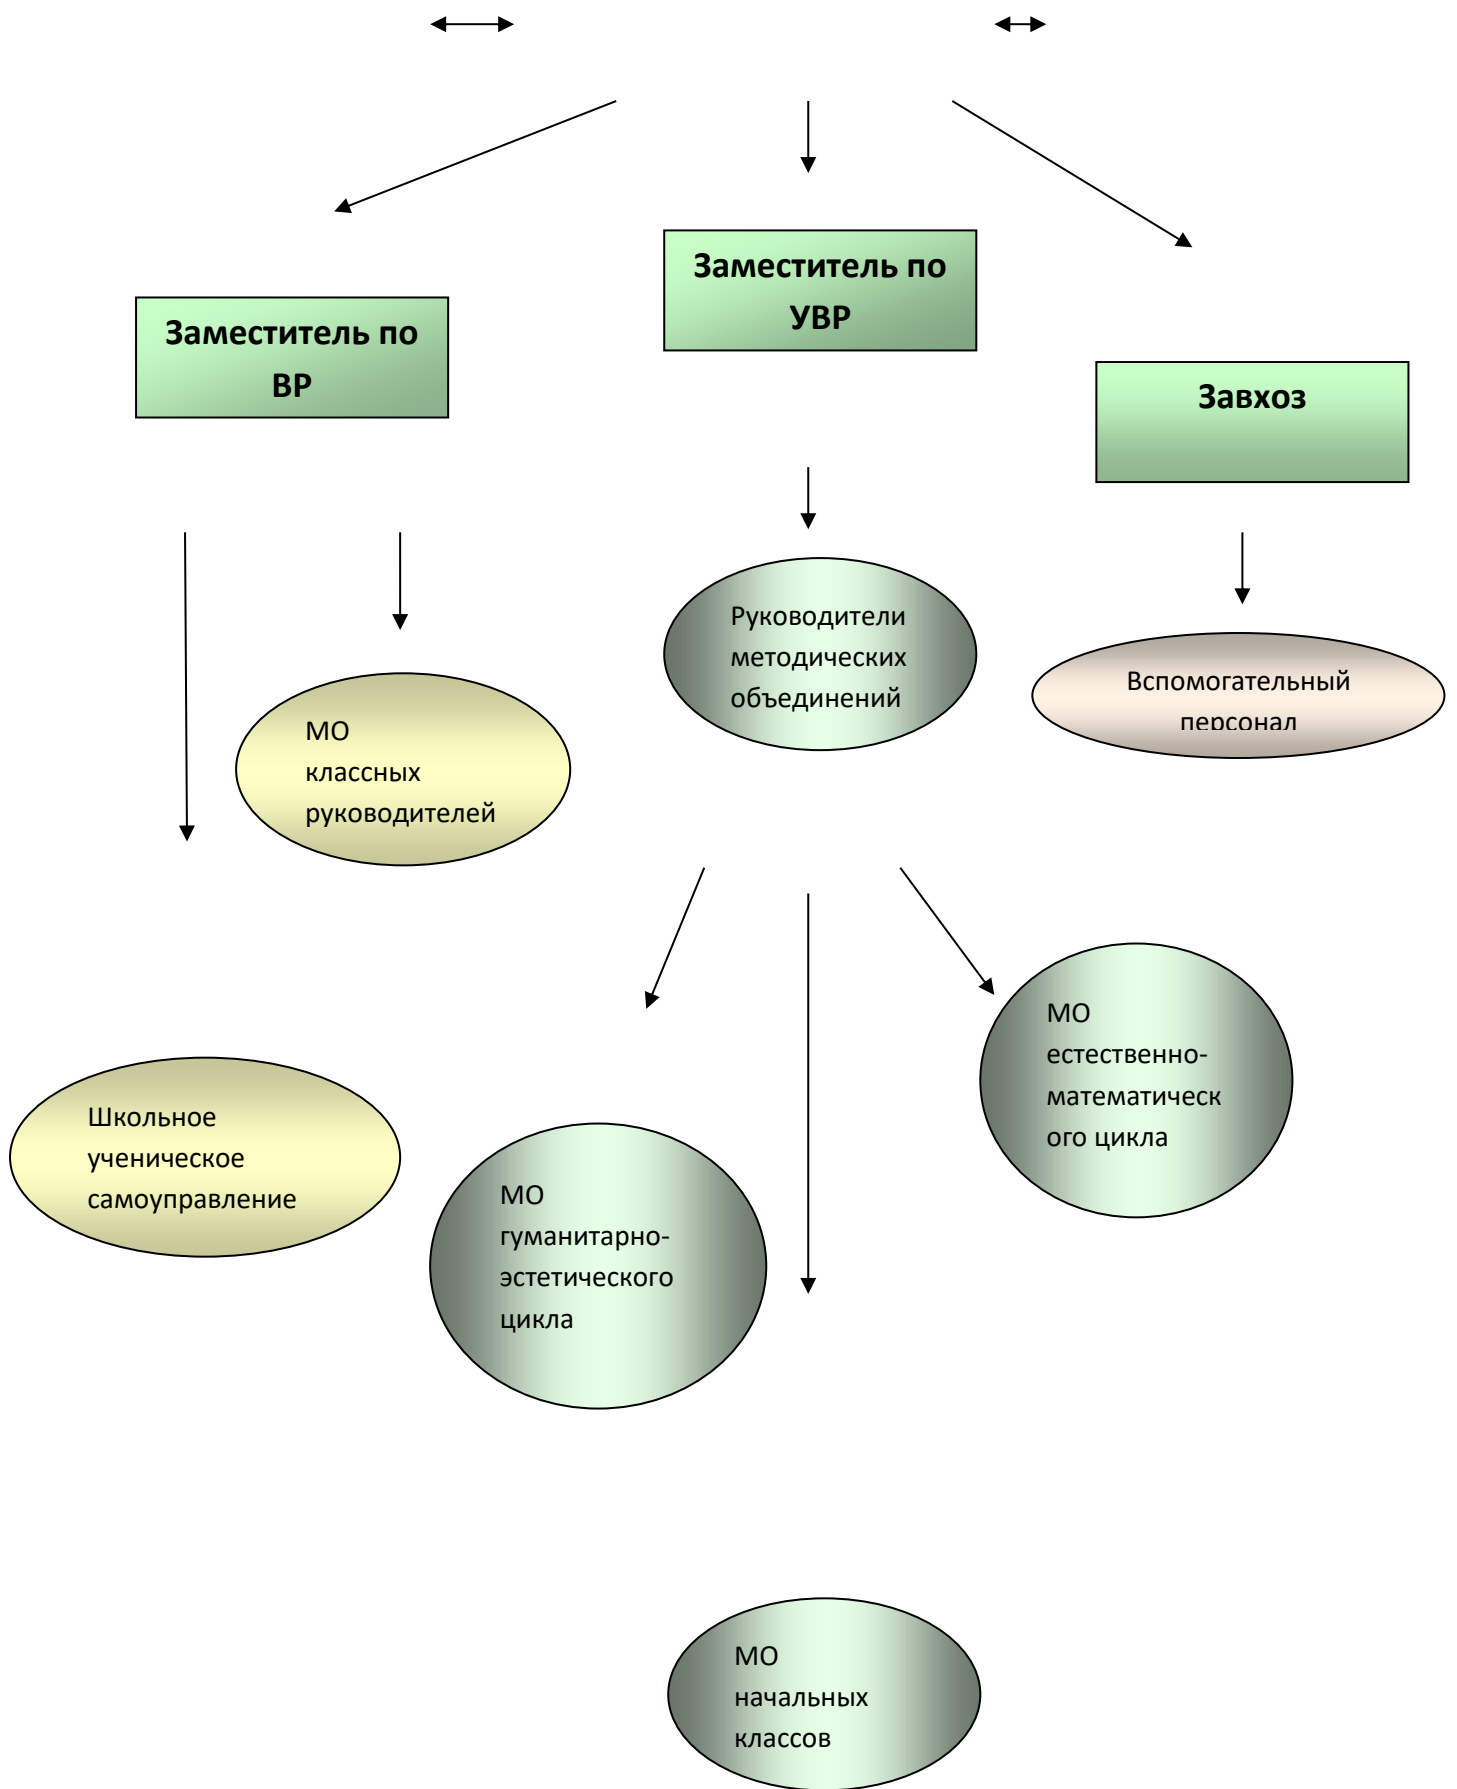 Заместитель по
УВР
Заместитель по
ВР
Завхоз
Руководители
методических
объединений
Вспомогательный
персонал
МО
классных
руководителей
МО
естественно-
математическ
ого цикла
Школьное
ученическое
самоуправление
МО
гуманитарно-
эстетического
цикла
МО
начальных
классов